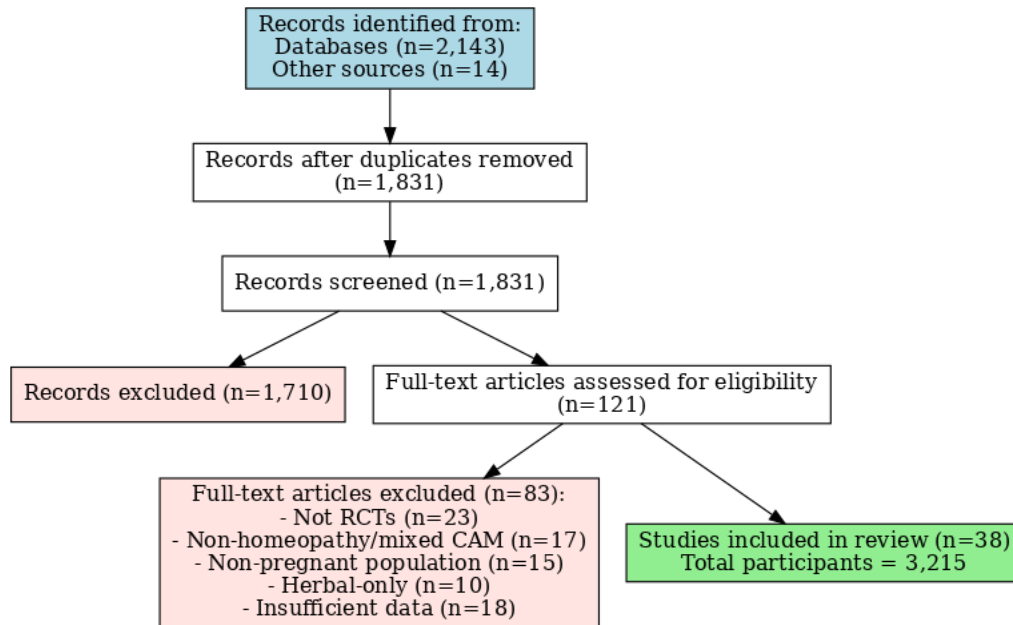 Records identified from:
Databases (n=2,143)
Other sources (n=14)
Records after duplicates removed
(n=1,831)
Records screened (n=1,831)
Records excluded (n=1,710)
Full-text articles assessed for eligibility
(n=121)
Full-text articles excluded (n=83):
- Not RCTs (n=23)
- Non-homeopathy/mixed CAM (n=17)
- Non-pregnant population (n=15)
- Herbal-only (n=10)
- Insufficient data (n=18)
Studies included in review (n=38)
Total participants = 3,215